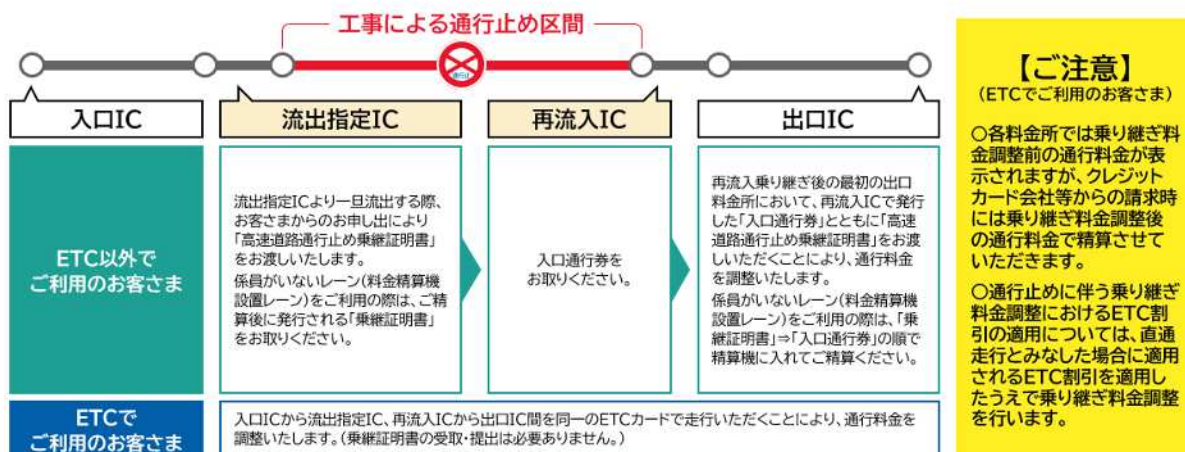 工事による通行止め区間
通行止
入口IC
流出指定IC
再流入IC
出口IC
ETC以外で
ご利用のお客さま
流出指定ICより一旦流出する際、
お客さまからのお申し出により
「高速道路通行止め乗継証明書」
をお渡しいたします。
係員がいないレーン(料金精算機
設置レーン)をご利用の際は、ご精
算後に発行される「乗継証明書」
をお取りください。
入口通行券を
お取りください。
再流入乗り継ぎ後の最初の出口
料金所において、再流入ICで発行
した「入口通行券」とともに「高速
道路通行止め乗継証明書」をお渡
しいただくことにより、通行料金
を調整いたします。
係員がいないレーン(料金精算機
設置レーン)をご利用の際は、「乗
継証明書」⇒「入口通行券」の順で
精算機に入れてご精算ください。
ETCで
ご利用のお客さま
入口ICから流出指定IC、再流入ICから出口IC間を同一のETCカードで走行いただくことにより、通行料金を
調整いたします。(乗継証明書の受取・提出は必要ありません。)
【ご注意】
(ETCでご利用のお客さま)
○各料金所では乗り継ぎ料
金調整前の通行料金が表
示されますが、クレジット
カード会社等からの請求時
には乗り継ぎ料金調整後
の通行料金で精算させて
いただきます。
○通行止めに伴う乗り継ぎ
料金調整におけるETC割
引の適用については、直通
走行とみなした場合に適用
されるETC割引を適用し
たうえで乗り継ぎ料金調整
を行います。